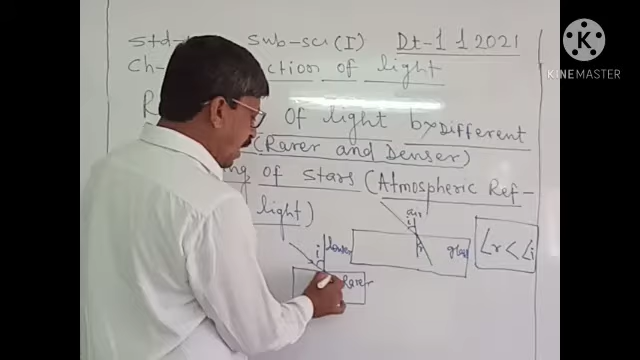 Std- Sub-sci(I) Dt-1 1 2021
Ch- ction of light
R of light by Different
(Rarer and Denser)
ng of stars (Atmospheric Ref-
light)
air
i
r glass
∠r < ∠i
i
Rarer
K
KINEMASTER